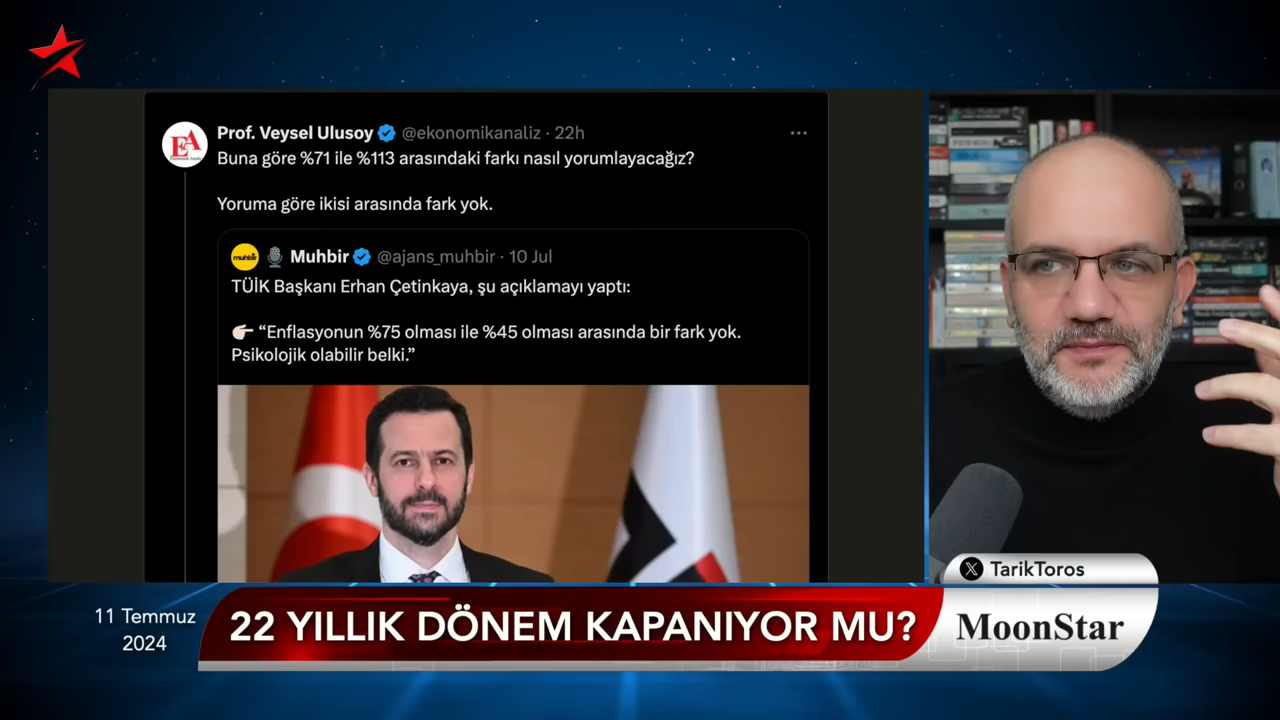 Prof. Veysel Ulusoy @ekonomikanaliz · 22h
Buna göre %71 ile %113 arasındaki farkı nasıl yorumlayacağız?
Yoruma göre ikisi arasında fark yok.
muhbir
Muhbir @ajans_muhbir · 10 Jul
TÜİK Başkanı Erhan Çetinkaya, şu açıklamayı yaptı:
“Enflasyonun %75 olması ile %45 olması arasında bir fark yok.
Psikolojik olabilir belki.”
TarikToros
11 Temmuz
2024
22 YILLIK DÖNEM KAPANIYOR MU?
MoonStar